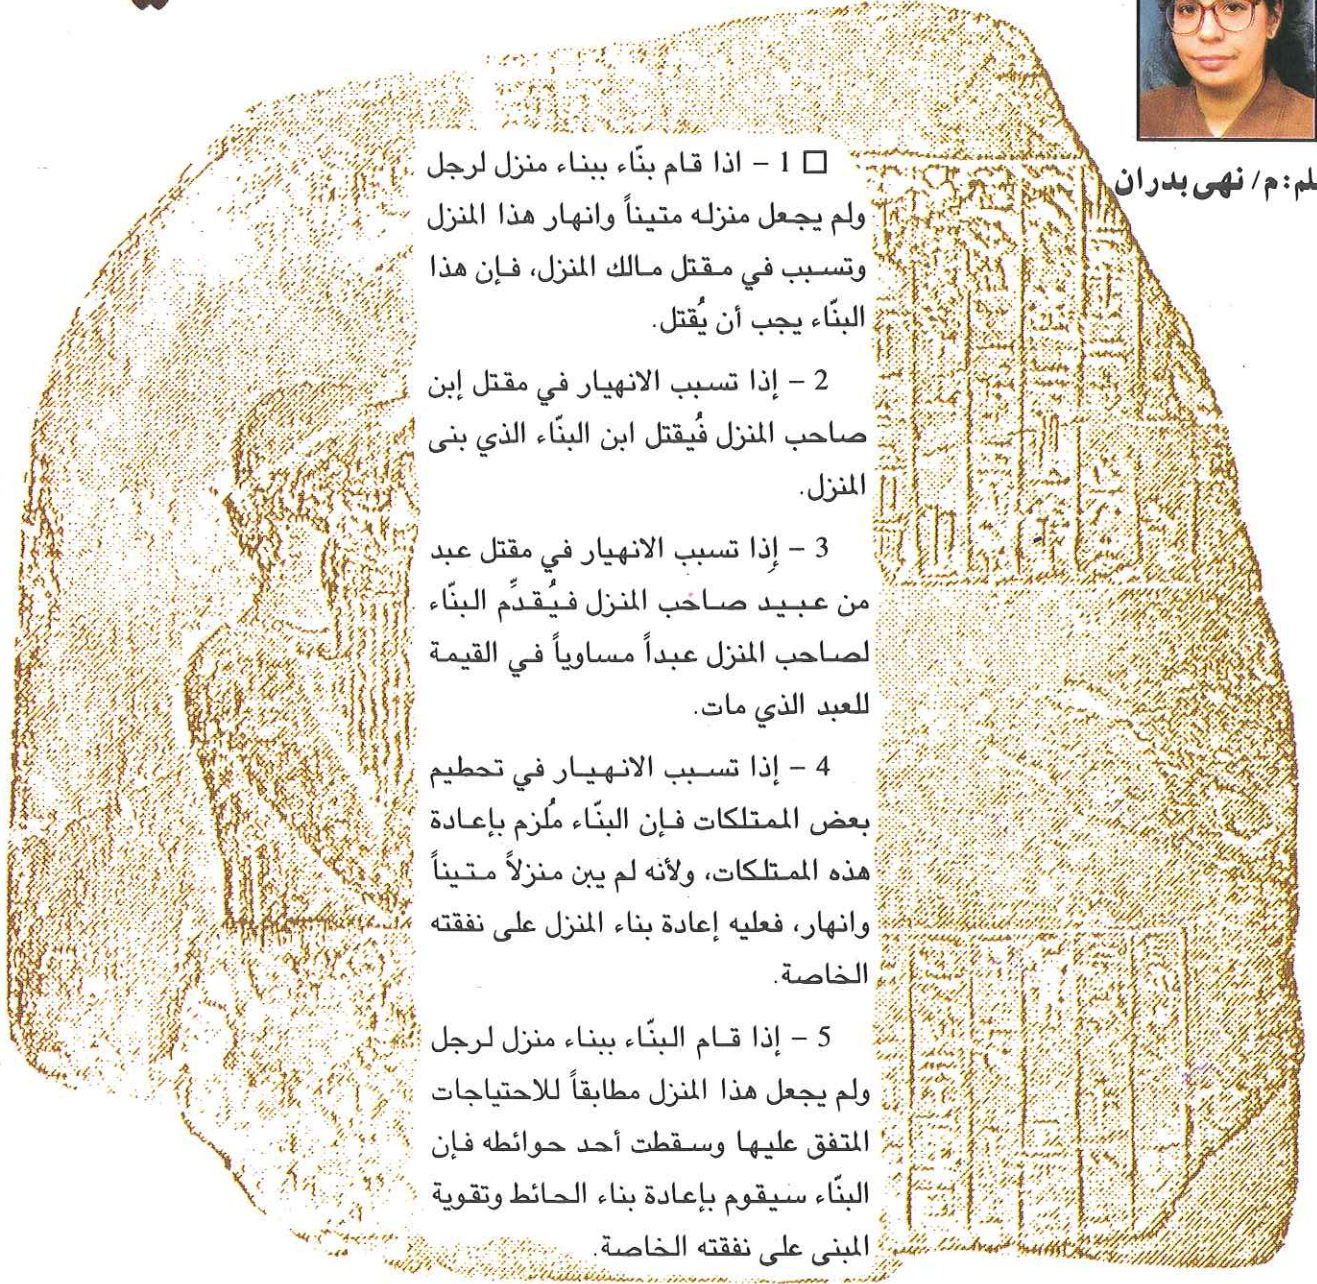 لم: م/ نهى بدران
□ 1 – اذا قام بنّاء ببناء منزل لرجل
ولم يجعل منزله متيناً وانهار هذا المنزل
وتسبب في مقتل مالك المنزل، فإن هذا
البنّاء يجب أن يُقتل.
2 – إذا تسبب الانهيار في مقتل إبن
صاحب المنزل فُيقتل ابن البنّاء الذي بنى
المنزل.
3 – إذا تسبب الانهيار في مقتل عبد
من عبيد صاحب المنزل فيُقدِّم البنّاء
لصاحب المنزل عبداً مساوياً في القيمة
للعبد الذي مات.
4 – إذا تسبب الانهيار في تحطيم
بعض الممتلكات فإن البنّاء مُلزم بإعادة
هذه الممتلكات، ولأنه لم يبن منزلاً متيناً
وانهار، فعليه إعادة بناء المنزل على نفقته
الخاصة.
5 – إذا قام البنّاء ببناء منزل لرجل
ولم يجعل هذا المنزل مطابقاً للاحتياجات
المتفق عليها وسقطت أحد حوائطه فإن
البنّاء سيقوم بإعادة بناء الحائط وتقوية
المبنى على نفقته الخاصة.